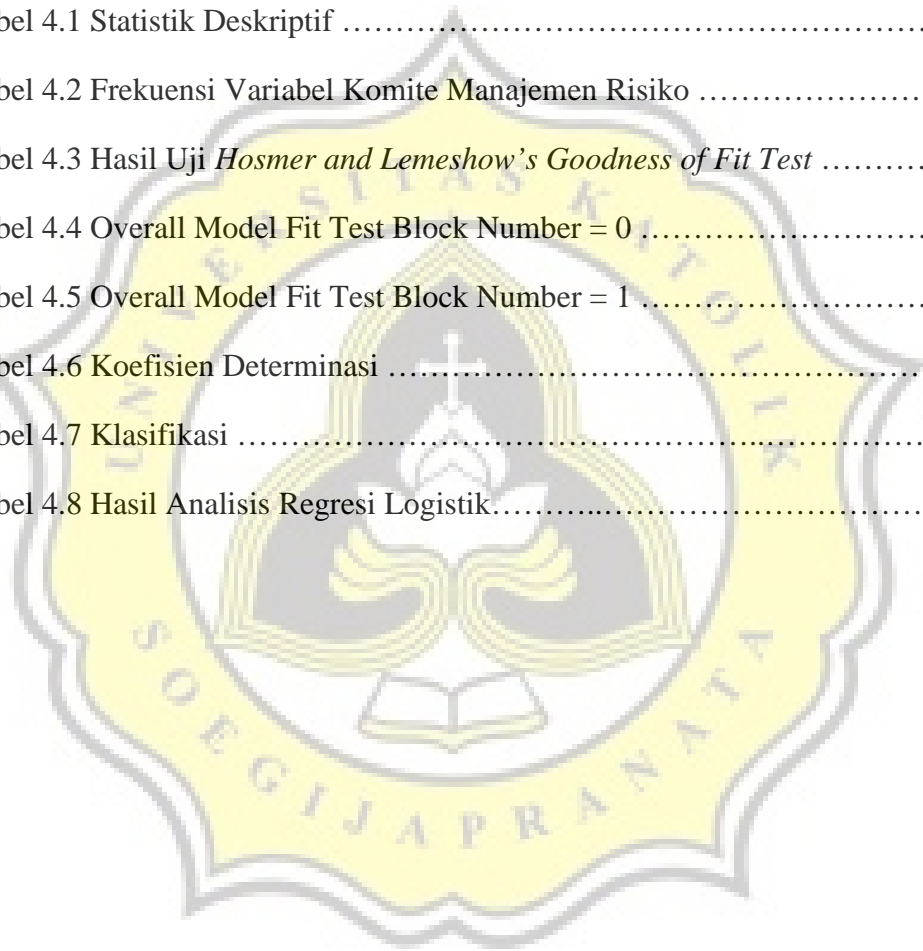 bel 4.1 Statistik Deskriptif ……………………………………………………
bel 4.2 Frekuensi Variabel Komite Manajemen Risiko ……………………
bel 4.3 Hasil Uji Hosmer and Lemeshow’s Goodness of Fit Test ………
bel 4.4 Overall Model Fit Test Block Number = 0 …………………………
bel 4.5 Overall Model Fit Test Block Number = 1 …………………………
bel 4.6 Koefisien Determinasi ……………………………………………….
bel 4.7 Klasifikasi ……………………………………………...………………
bel 4.8 Hasil Analisis Regresi Logistik………..……………………………
UNIVERSITAS KATOLIK
SOEGIJAPRANATA